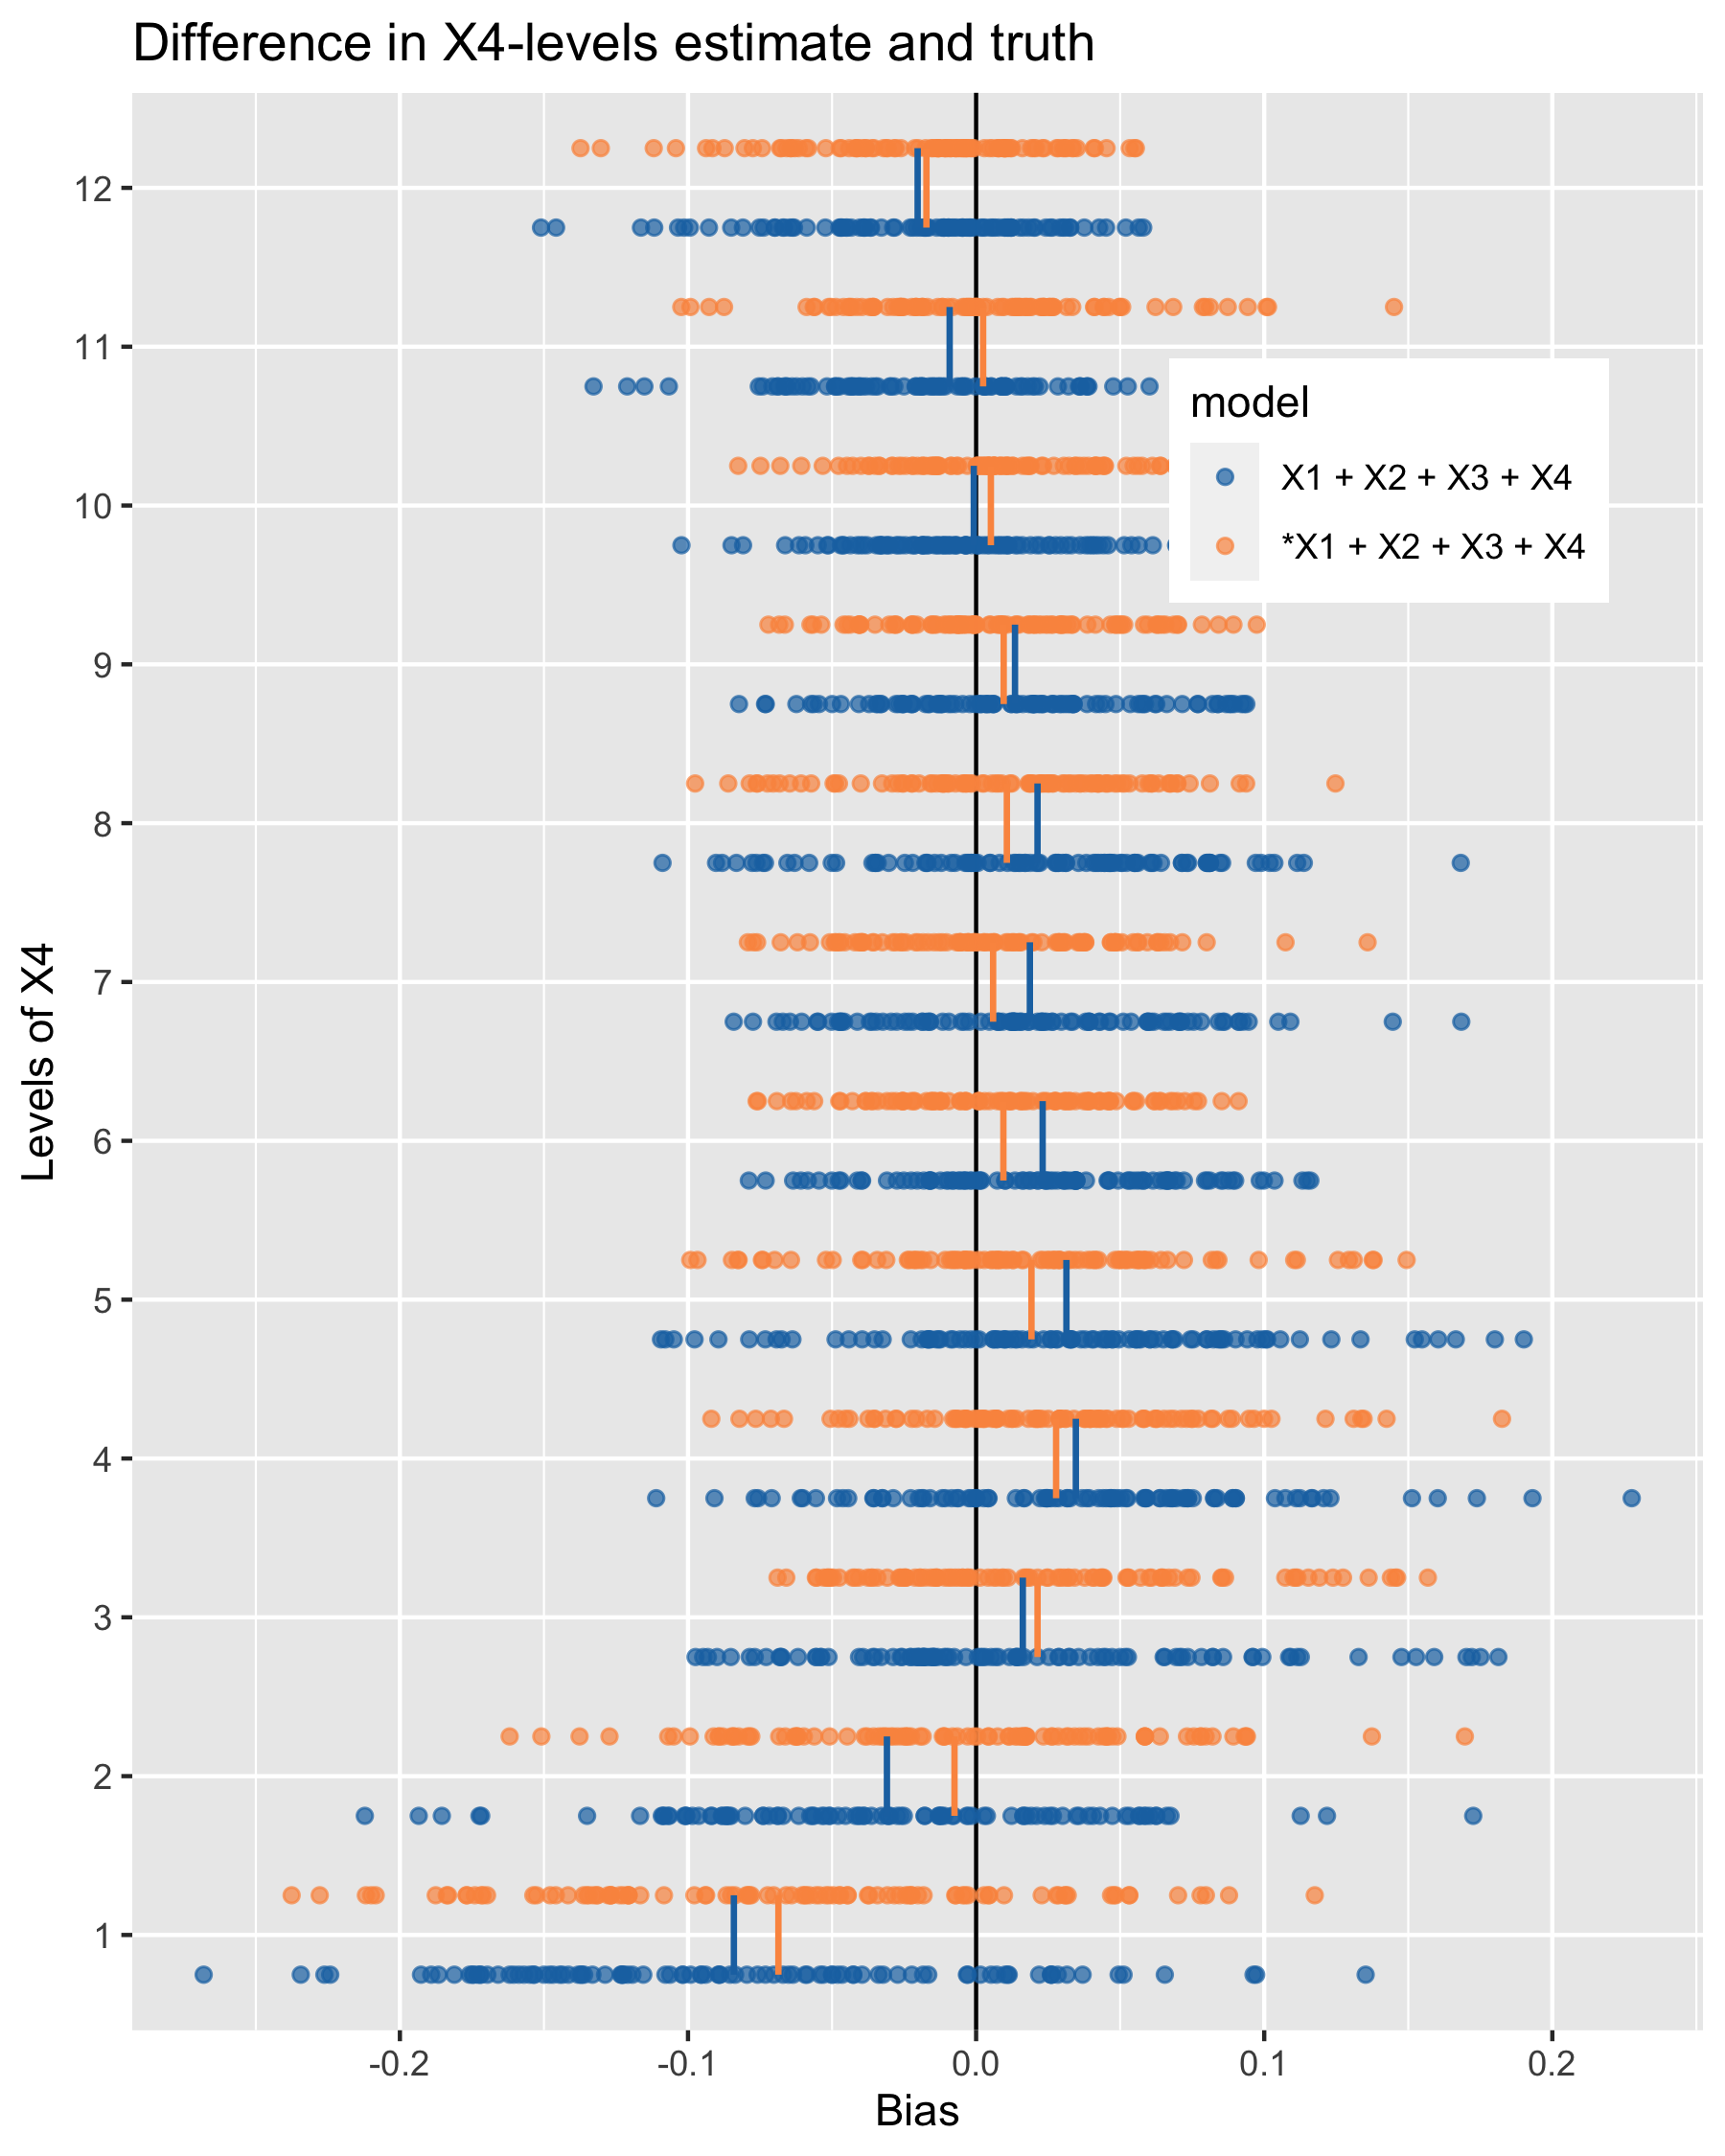 Difference in X4-levels estimate and truth
Levels of X4
12
11
10
9
8
7
6
5
4
3
2
1
model
X1 + X2 + X3 + X4
*X1 + X2 + X3 + X4
-0.2
-0.1
0.0
0.1
0.2
Bias